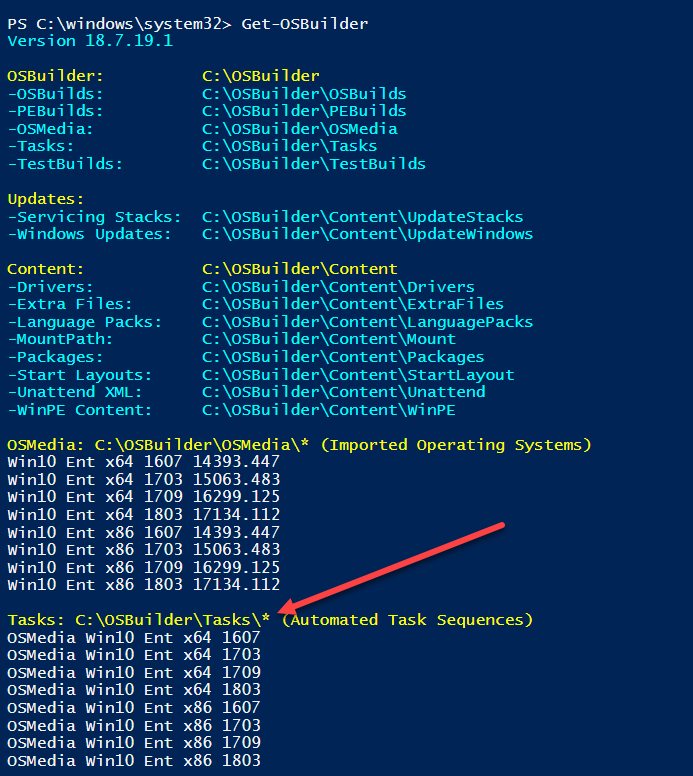 PS C:\windows\system32> Get-OSBuilder
Version 18.7.19.1
OSBuilder: C:\OSBuilder
-OSBuilds: C:\OSBuilder\OSBuilds
-PEBuilds: C:\OSBuilder\PEBuilds
-OSMedia: C:\OSBuilder\OSMedia
-Tasks: C:\OSBuilder\Tasks
-TestBuilds: C:\OSBuilder\TestBuilds
Updates:
-Servicing Stacks: C:\OSBuilder\Content\UpdateStacks
-Windows Updates: C:\OSBuilder\Content\UpdateWindows
Content: C:\OSBuilder\Content
-Drivers: C:\OSBuilder\Content\Drivers
-Extra Files: C:\OSBuilder\Content\ExtraFiles
-Language Packs: C:\OSBuilder\Content\LanguagePacks
-MountPath: C:\OSBuilder\Content\Mount
-Packages: C:\OSBuilder\Content\Packages
-Start Layouts: C:\OSBuilder\Content\StartLayout
-Unattend XML: C:\OSBuilder\Content\Unattend
-WinPE Content: C:\OSBuilder\Content\WinPE
OSMedia: C:\OSBuilder\OSMedia\* (Imported Operating Systems)
Win10 Ent x64 1607 14393.447
Win10 Ent x64 1703 15063.483
Win10 Ent x64 1709 16299.125
Win10 Ent x64 1803 17134.112
Win10 Ent x86 1607 14393.447
Win10 Ent x86 1703 15063.483
Win10 Ent x86 1709 16299.125
Win10 Ent x86 1803 17134.112
Tasks: C:\OSBuilder\Tasks\* (Automated Task Sequences)
OSMedia Win10 Ent x64 1607
OSMedia Win10 Ent x64 1703
OSMedia Win10 Ent x64 1709
OSMedia Win10 Ent x64 1803
OSMedia Win10 Ent x86 1607
OSMedia Win10 Ent x86 1703
OSMedia Win10 Ent x86 1709
OSMedia Win10 Ent x86 1803